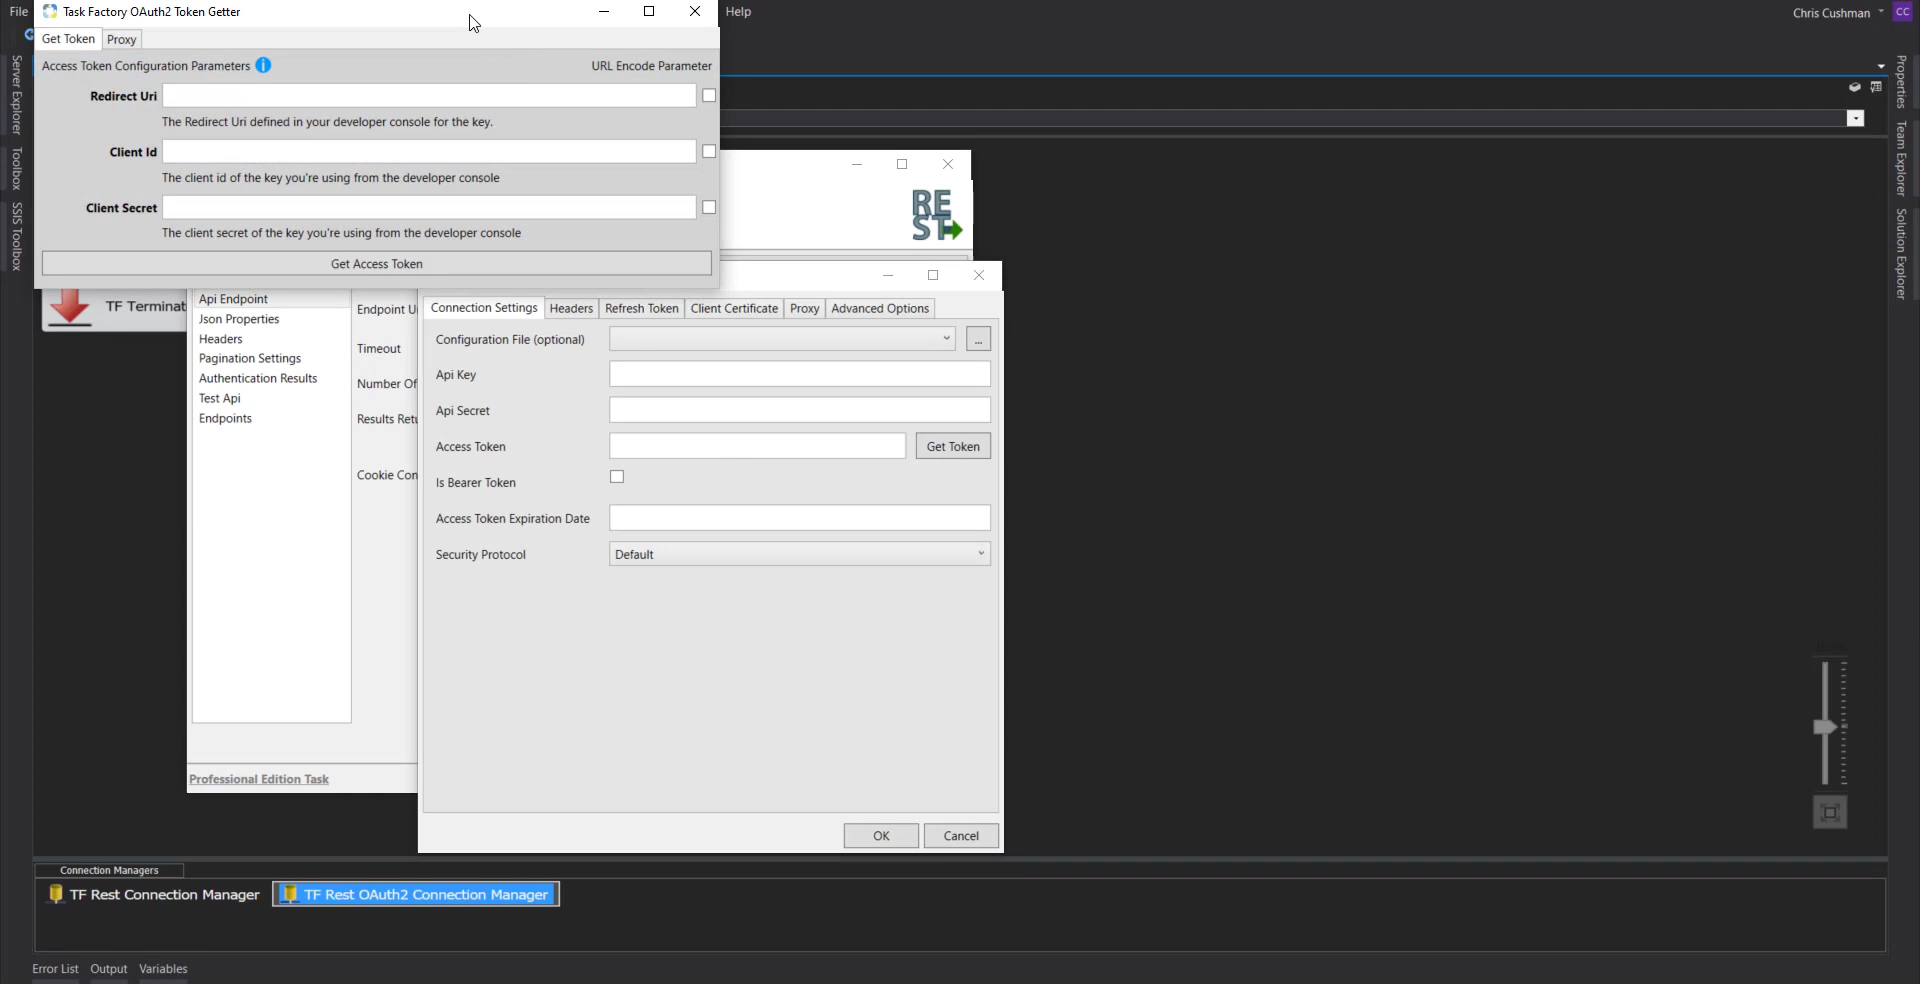 File
Task Factory OAuth2 Token Getter
Help
Chris Cushman
CC
Get Token
Proxy
Access Token Configuration Parameters
URL Encode Parameter
Redirect Uri
The Redirect Uri defined in your developer console for the key.
Client Id
The client id of the key you're using from the developer console
Client Secret
The client secret of the key you're using from the developer console
Get Access Token
Server Explorer
Toolbox
SSIS Toolbox
Properties
Team Explorer
Solution Explorer
REST
TF Terminat
Api Endpoint
Json Properties
Headers
Pagination Settings
Authentication Results
Test Api
Endpoints
Endpoint U
Timeout
Number Of
Results Retu
Cookie Con
Professional Edition Task
Connection Settings
Headers
Refresh Token
Client Certificate
Proxy
Advanced Options
Configuration File (optional)
...
Api Key
Api Secret
Access Token
Get Token
Is Bearer Token
Access Token Expiration Date
Security Protocol
Default
OK
Cancel
Connection Managers
TF Rest Connection Manager
TF Rest OAuth2 Connection Manager
Error List
Output
Variables